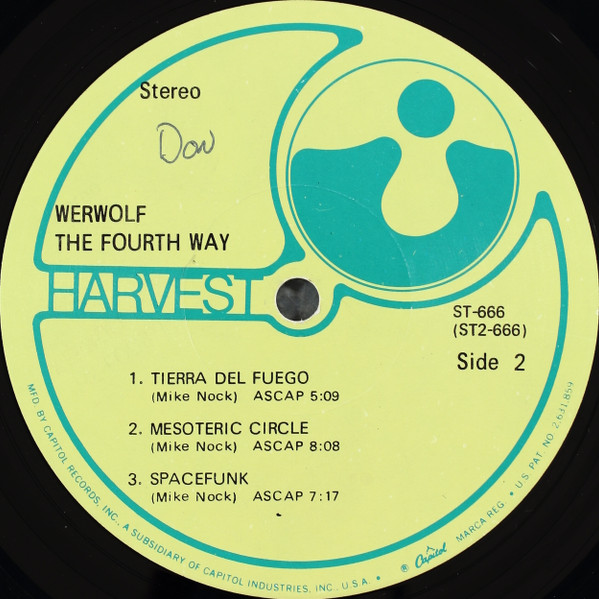 Stereo
Don
WERWOLF
THE FOURTH WAY
HARVEST
ST-666
(ST2-666)
Side 2
1. TIERRA DEL FUEGO
(Mike Nock) ASCAP 5:09
2. MESOTERIC CIRCLE
(Mike Nock) ASCAP 8:08
3. SPACEFUNK
(Mike Nock) ASCAP 7:17
MFD. BY CAPITOL RECORDS, INC., A SUBSIDIARY OF CAPITOL INDUSTRIES, INC., U.S.A. • ® Capitol MARCA REG. • U.S. PAT. NO. 2,631,859